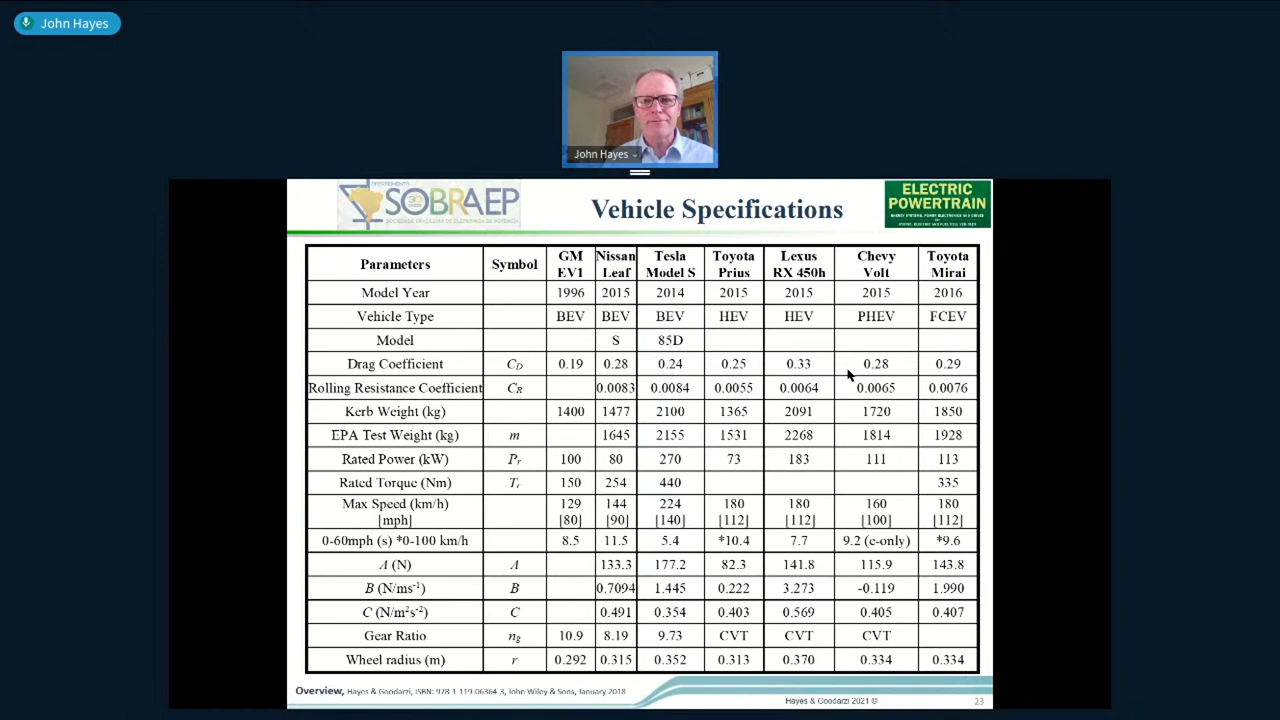 John Hayes
John Hayes
SOBRAEP
SOCIEDADE BRASILEIRA DE ELETRÔNICA DE POTÊNCIA
Vehicle Specifications
ELECTRIC
POWERTRAIN
Parameters Symbol GM EV1 Nissan Leaf Tesla Model S Toyota Prius Lexus RX 450h Chevy Volt Toyota Mirai
Model Year 1996 2015 2014 2015 2015 2015 2016
Vehicle Type BEV BEV BEV HEV HEV PHEV FCEV
Model S 85D
Drag Coefficient CD 0.19 0.28 0.24 0.25 0.33 0.28 0.29
Rolling Resistance Coefficient CR 0.0083 0.0084 0.0055 0.0064 0.0065 0.0076
Kerb Weight (kg) 1400 1477 2100 1365 2091 1720 1850
EPA Test Weight (kg) m 1645 2155 1531 2268 1814 1928
Rated Power (kW) Pr 100 80 270 73 183 111 113
Rated Torque (Nm) Tr 150 254 440 335
Max Speed (km/h) 129 144 224 180 180 160 180
[mph] [80] [90] [140] [112] [112] [100] [112]
0-60mph (s) *0-100 km/h 8.5 11.5 5.4 *10.4 7.7 9.2 (e-only) *9.6
A (N) A 133.3 177.2 82.3 141.8 115.9 143.8
B (N/ms-1) B 0.7094 1.445 0.222 3.273 -0.119 1.990
C (N/m2s-2) C 0.491 0.354 0.403 0.569 0.405 0.407
Gear Ratio ng 10.9 8.19 9.73 CVT CVT CVT
Wheel radius (m) r 0.292 0.315 0.352 0.313 0.370 0.334 0.334
Overview, Hayes & Goodarzi, ISBN: 978-1-119-06364-3, John Wiley & Sons, January 2018
Hayes & Goodarzi 2021 ©
23